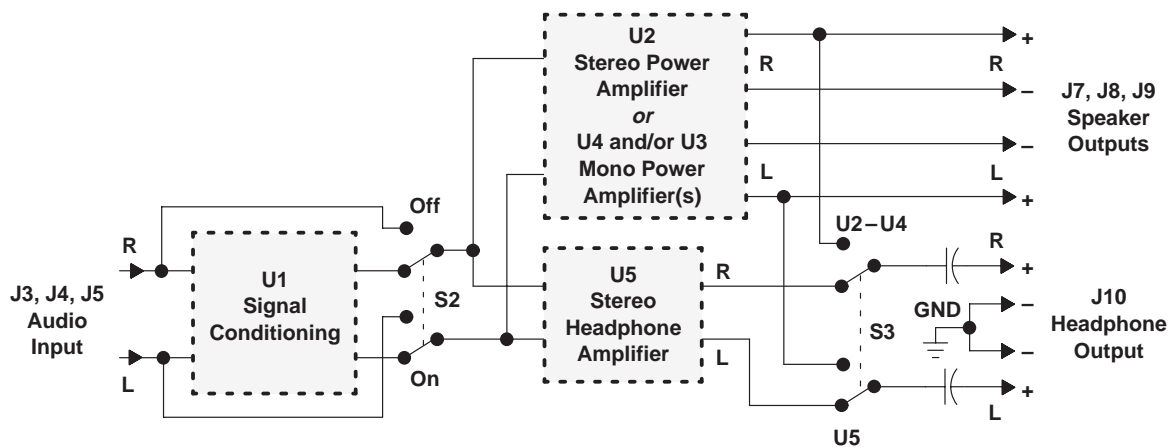 U2
Stereo Power
Amplifier
or
U4 and/or U3
Mono Power
Amplifier(s)
R
L
+
R
–
–
L
+
J7, J8, J9
Speaker
Outputs
Off
R
J3, J4, J5
Audio
Input
L
U1
Signal
Conditioning
S2
On
U5
Stereo
Headphone
Amplifier
R
L
U2–U4
S3
U5
R
+
GND
–
–
+
L
J10
Headphone
Output